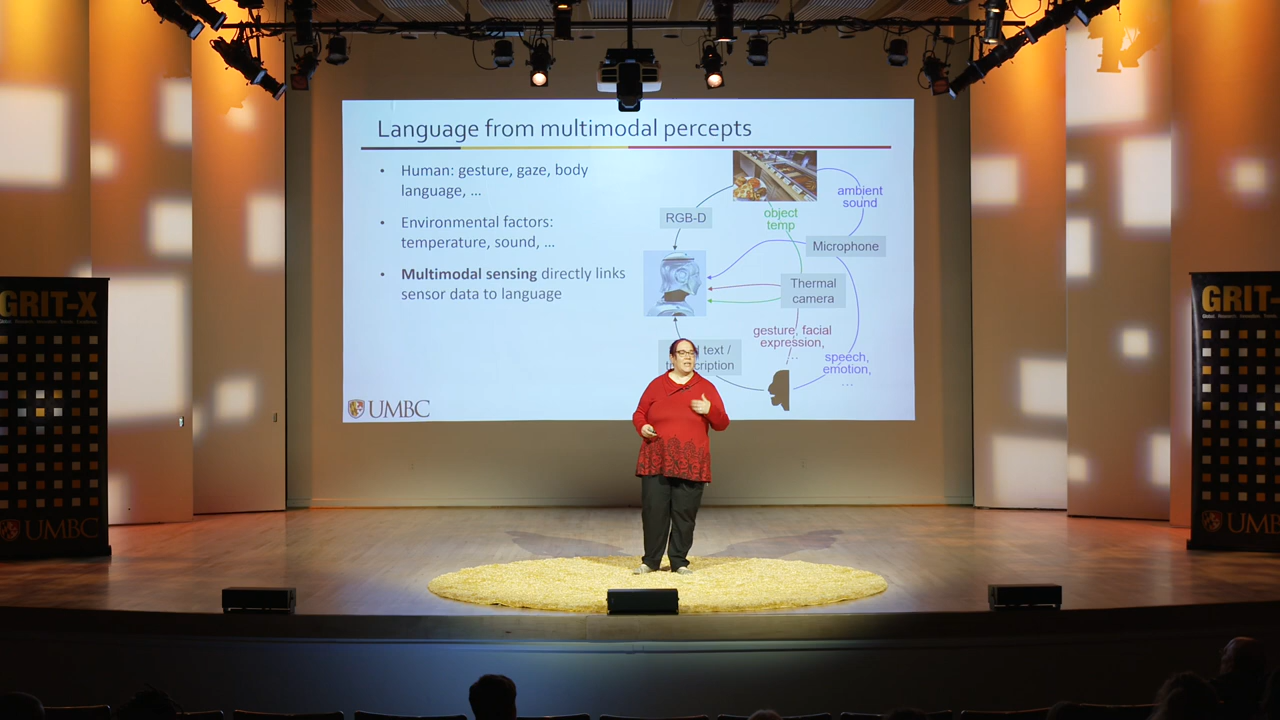 Language from multimodal percepts
• Human: gesture, gaze, body
language, ...
• Environmental factors:
temperature, sound, ...
• Multimodal sensing directly links
sensor data to language
ambient
sound
RGB-D
object
temp
Microphone
Thermal
camera
gesture, facial
expression,
...
text /
speech,
emotion,
...
UMBC
GRIT-X
UMBC
GRIT-
UMB